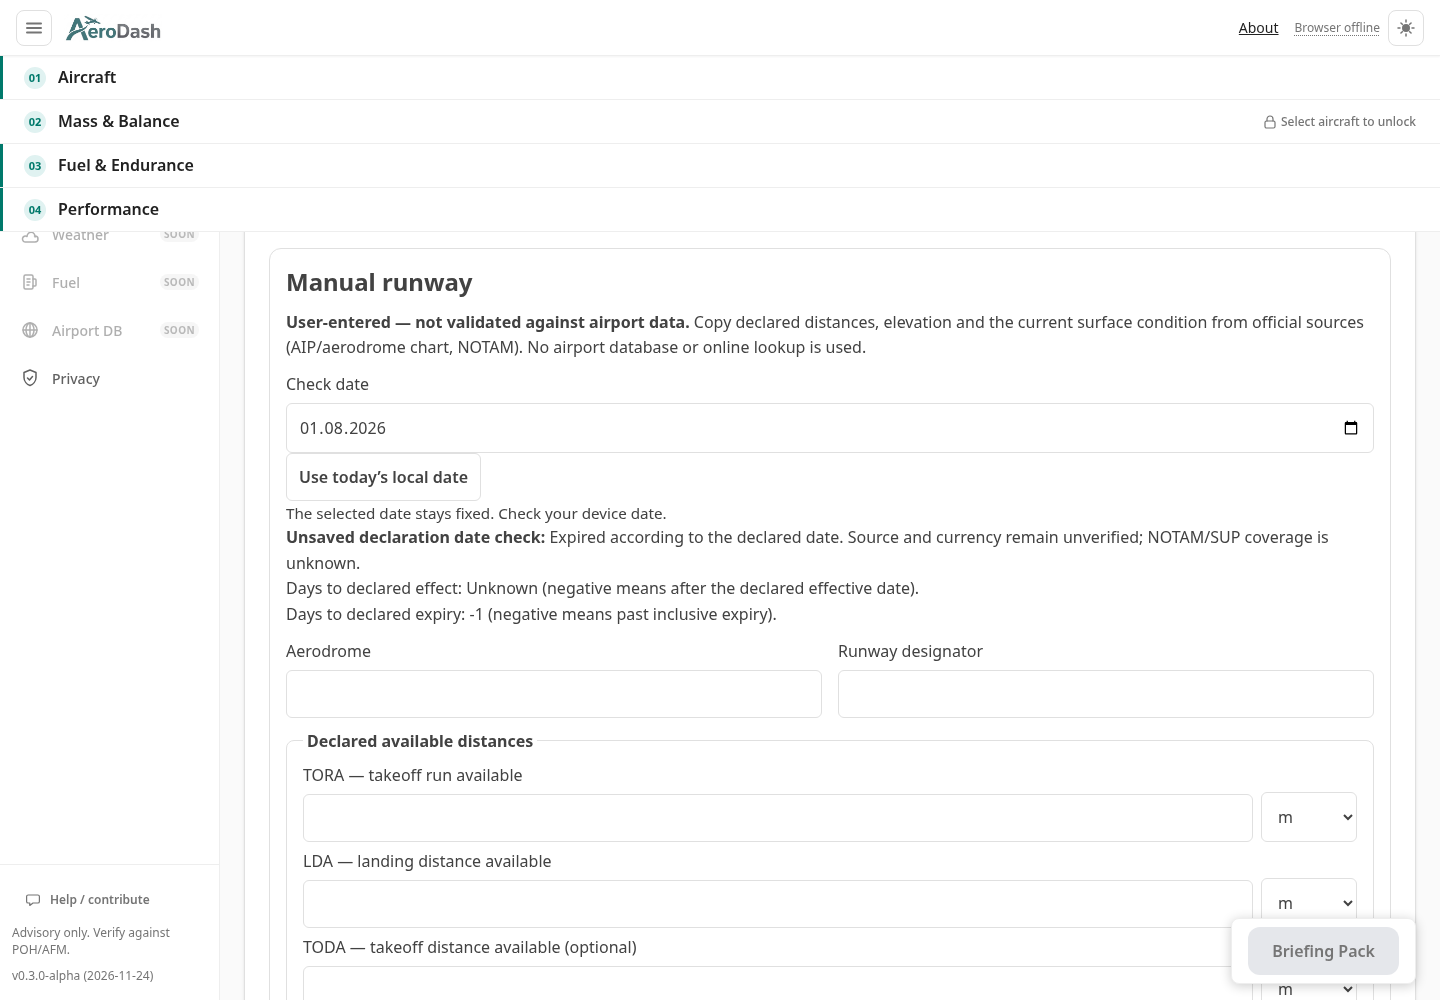 AeroDash
About
Browser offline
01 Aircraft
02 Mass & Balance
Select aircraft to unlock
03 Fuel & Endurance
04 Performance
Weather SOON
Fuel SOON
Airport DB SOON
Privacy
Manual runway
User-entered — not validated against airport data. Copy declared distances, elevation and the current surface condition from official sources
(AIP/aerodrome chart, NOTAM). No airport database or online lookup is used.
Check date
01.08.2026
Use today’s local date
The selected date stays fixed. Check your device date.
Unsaved declaration date check: Expired according to the declared date. Source and currency remain unverified; NOTAM/SUP coverage is
unknown.
Days to declared effect: Unknown (negative means after the declared effective date).
Days to declared expiry: -1 (negative means past inclusive expiry).
Aerodrome
Runway designator
Declared available distances
TORA — takeoff run available
m
LDA — landing distance available
m
TODA — takeoff distance available (optional)
m
Briefing Pack
Help / contribute
Advisory only. Verify against
POH/AFM.
v0.3.0-alpha (2026-11-24)